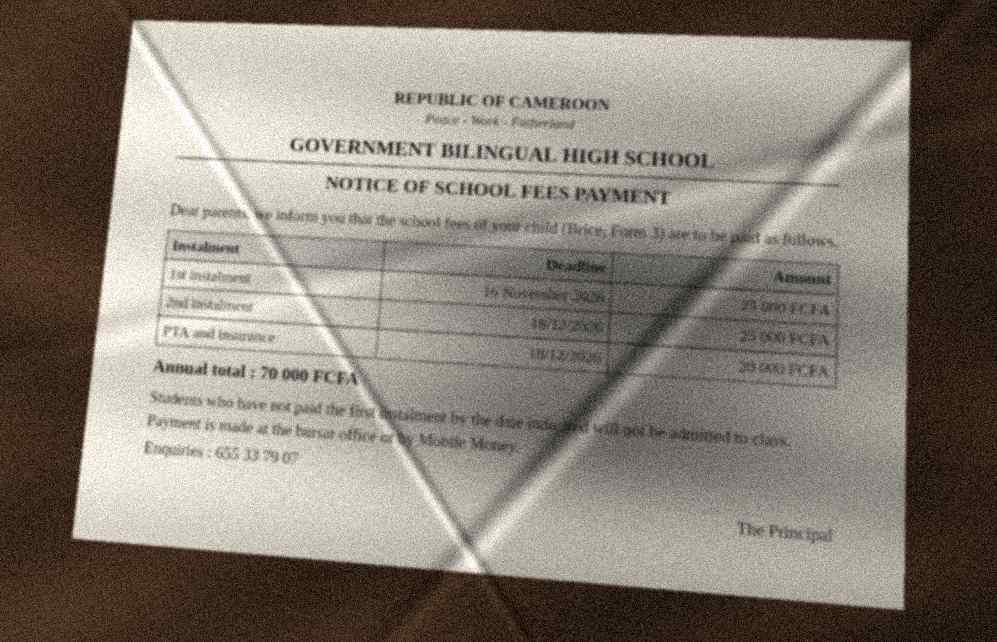 REPUBLIC OF CAMEROON
Peace - Work - Fatherland
GOVERNMENT BILINGUAL HIGH SCHOOL
NOTICE OF SCHOOL FEES PAYMENT
Dear parents, we inform you that the school fees of your child (Brice, Form 3) are to be paid as follows.
Instalment Deadline Amount
1st instalment 16 November 2026 25 000 FCFA
2nd instalment 18/12/2026 25 000 FCFA
PTA and insurance 18/12/2026 20 000 FCFA
Annual total : 70 000 FCFA
Students who have not paid the first instalment by the date indicated will not be admitted to class.
Payment is made at the bursar office or by Mobile Money.
Enquiries : 655 33 79 07
The Principal